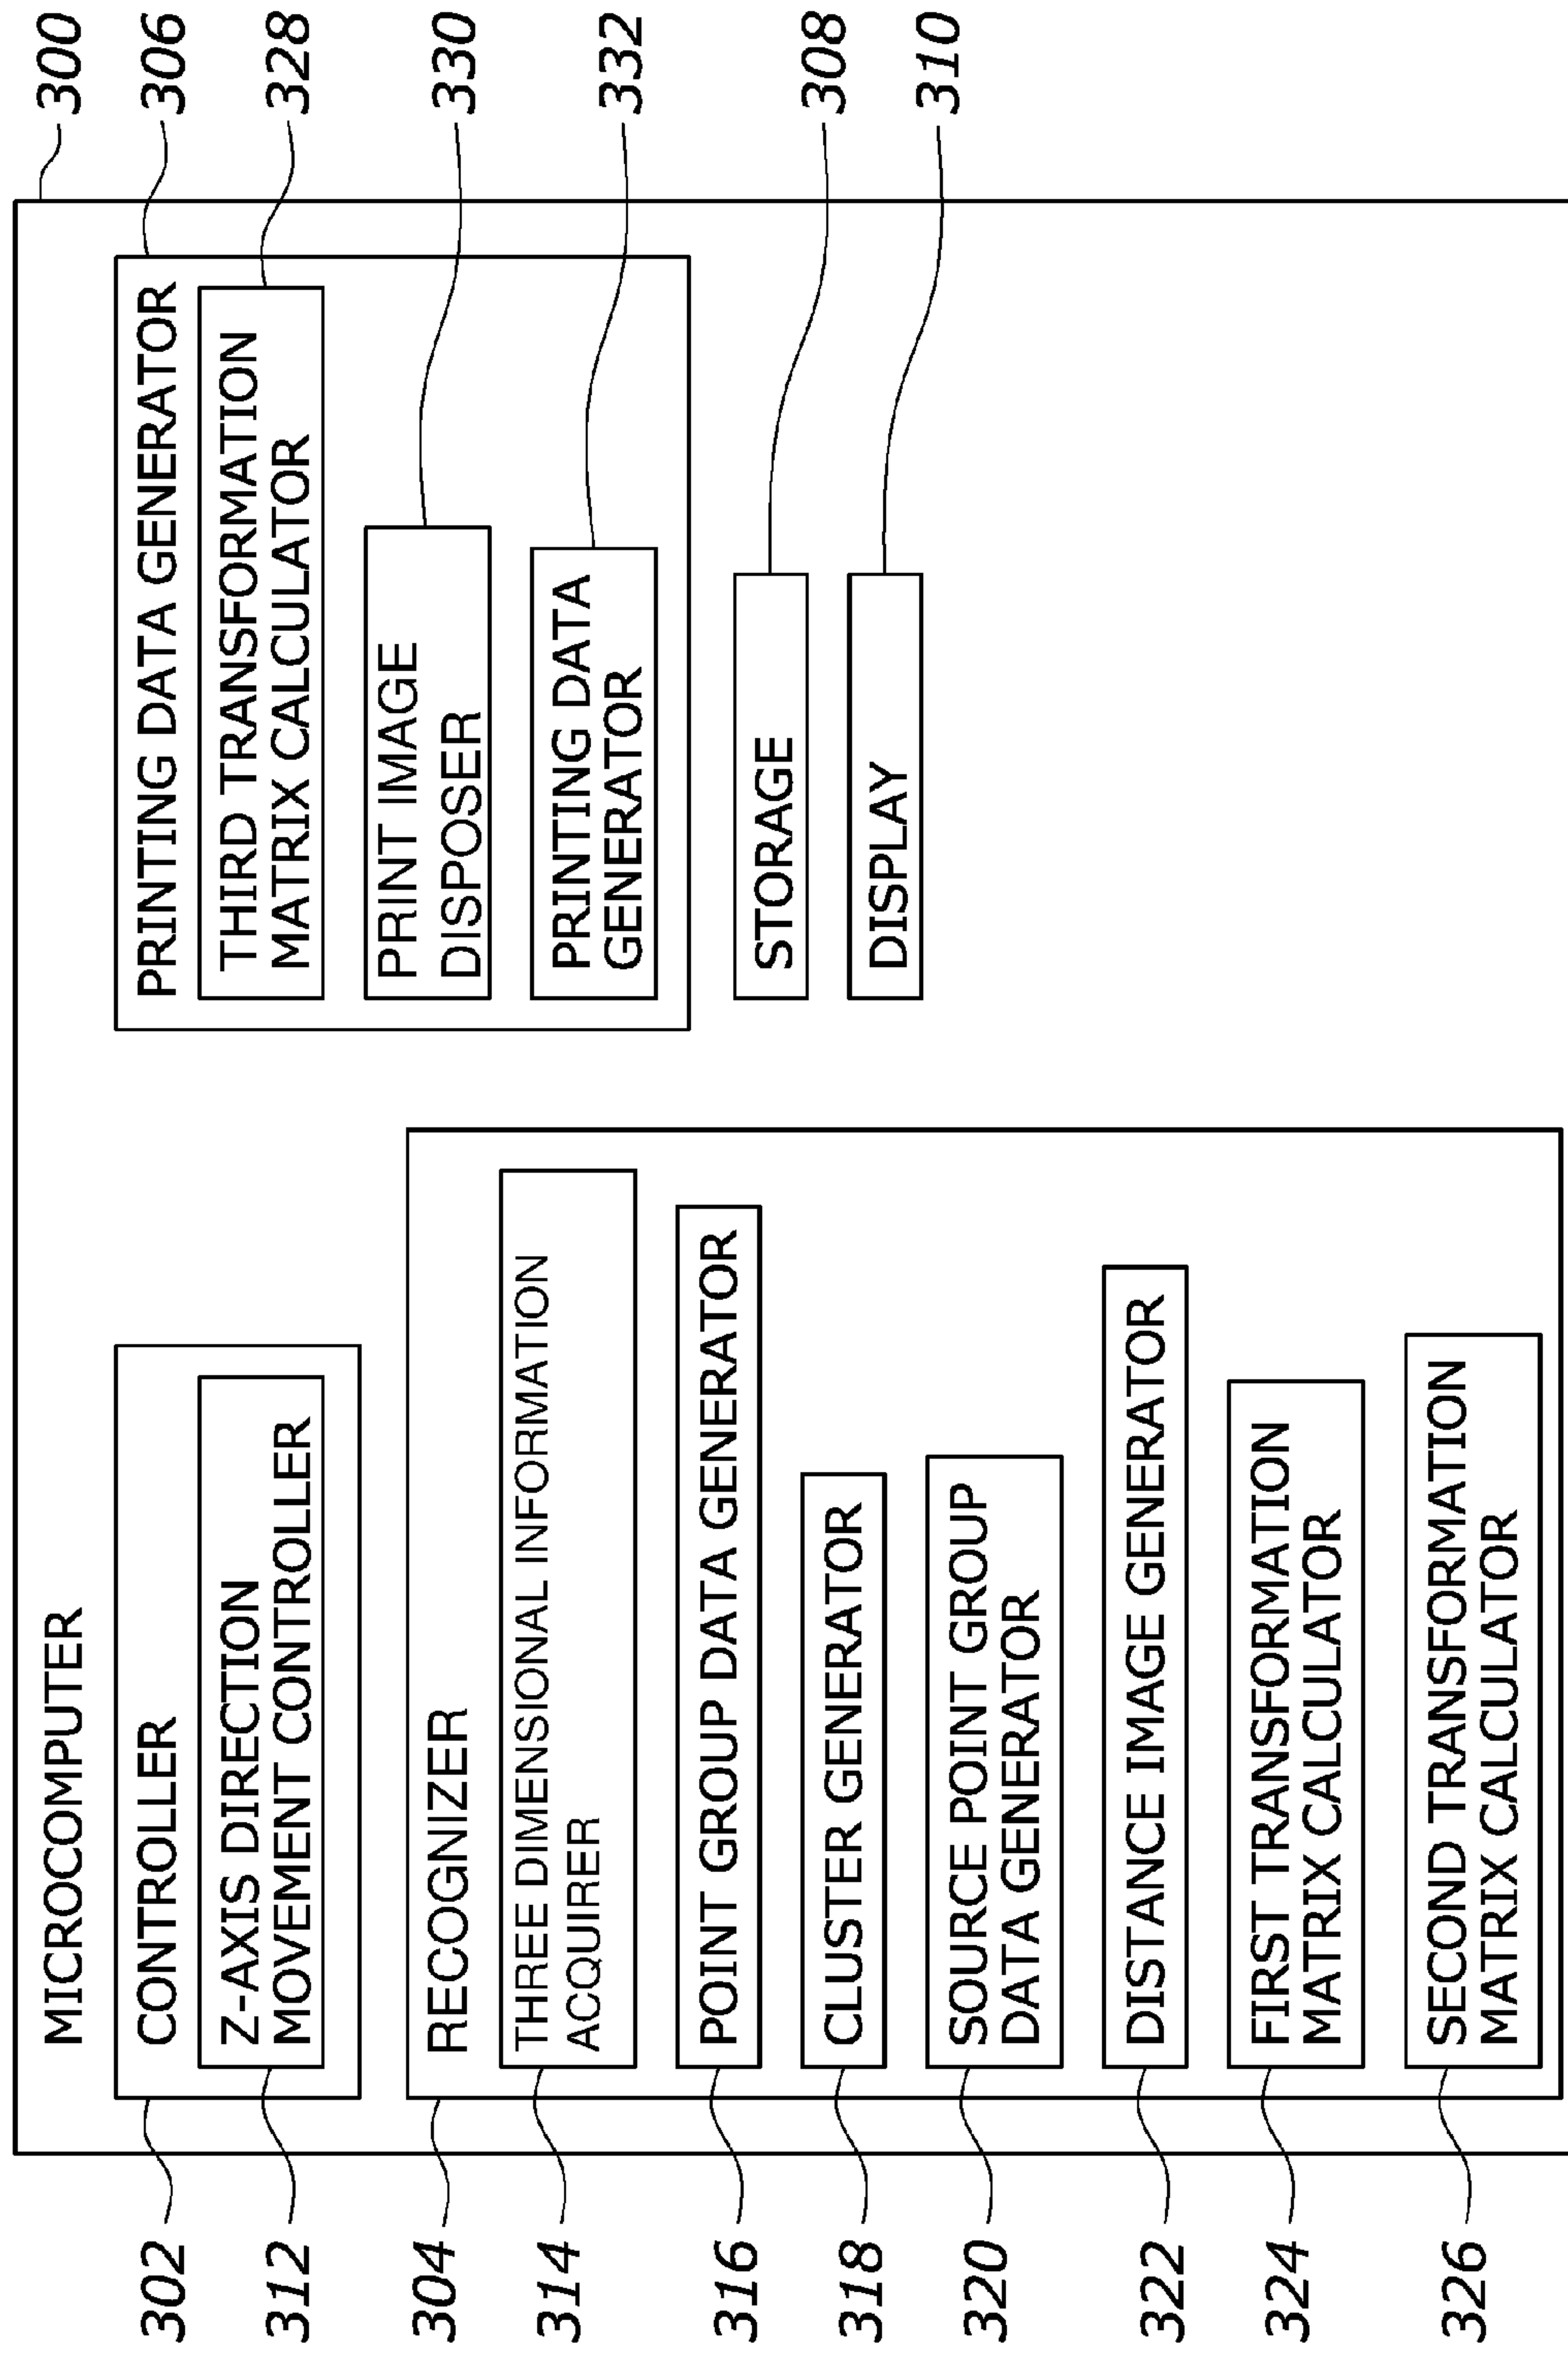 MICROCOMPUTER
300
302
CONTROLLER
312
Z-AXIS DIRECTION
MOVEMENT CONTROLLER
304
RECOGNIZER
314
THREE DIMENSIONAL INFORMATION
ACQUIRER
316
POINT GROUP DATA GENERATOR
318
CLUSTER GENERATOR
320
SOURCE POINT GROUP
DATA GENERATOR
322
DISTANCE IMAGE GENERATOR
324
FIRST TRANSFORMATION
MATRIX CALCULATOR
326
SECOND TRANSFORMATION
MATRIX CALCULATOR
PRINTING DATA GENERATOR
306
THIRD TRANSFORMATION
MATRIX CALCULATOR
328
PRINT IMAGE
DISPOSER
330
PRINTING DATA
GENERATOR
332
STORAGE
308
DISPLAY
310